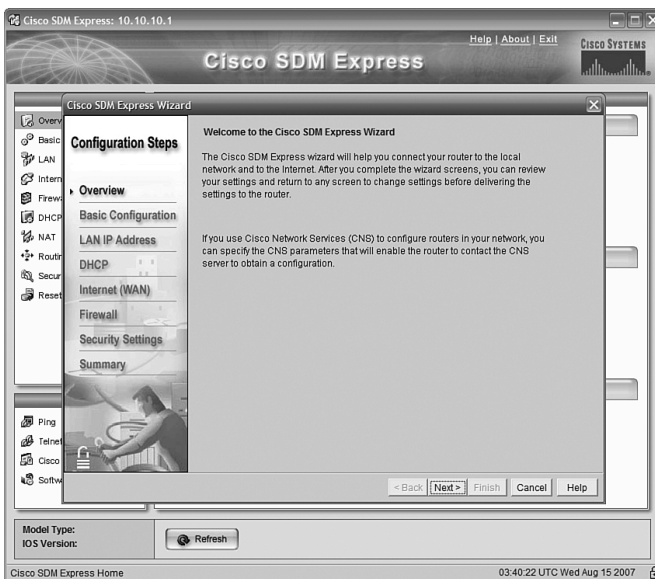 Cisco SDM Express: 10.10.10.1
Help | About | Exit
Cisco Systems
Cisco SDM Express
Cisco SDM Express Wizard
Overv
Basic
LAN
Intern
Firew
DHCP
NAT
Routin
Secur
Reset
Ping
Telnet
Cisco
Softw
Configuration Steps
Overview
Basic Configuration
LAN IP Address
DHCP
Internet (WAN)
Firewall
Security Settings
Summary
Welcome to the Cisco SDM Express Wizard
The Cisco SDM Express wizard will help you connect your router to the local
network and to the Internet. After you complete the wizard screens, you can review
your settings and return to any screen to change settings before delivering the
settings to the router.
If you use Cisco Network Services (CNS) to configure routers in your network, you
can specify the CNS parameters that will enable the router to contact the CNS
server to obtain a configuration.
< Back Next > Finish Cancel Help
Model Type:
IOS Version:
Refresh
Cisco SDM Express Home
03:40:22 UTC Wed Aug 15 2007